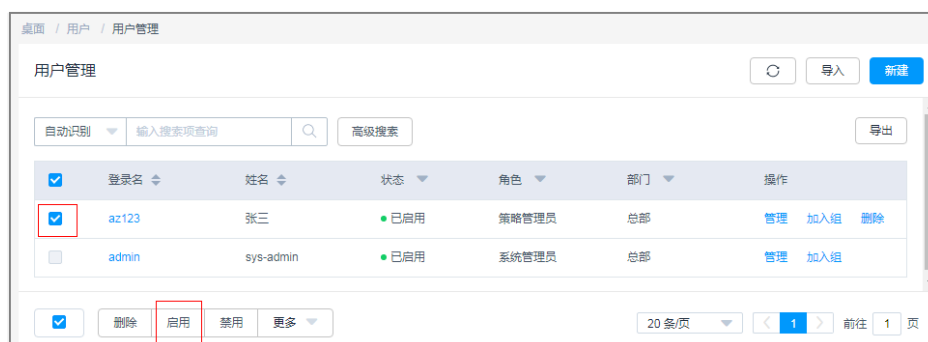 桌面 / 用户 / 用户管理
用户管理 导入 新建
自动识别 输入搜索项查询 高级搜索 导出
登录名 姓名 状态 角色 部门 操作
az123 张三 已启用 策略管理员 总部 管理 加入组 删除
admin sys-admin 已启用 系统管理员 总部 管理 加入组
删除 启用 禁用 更多 20 条/页 1 前往 1 页